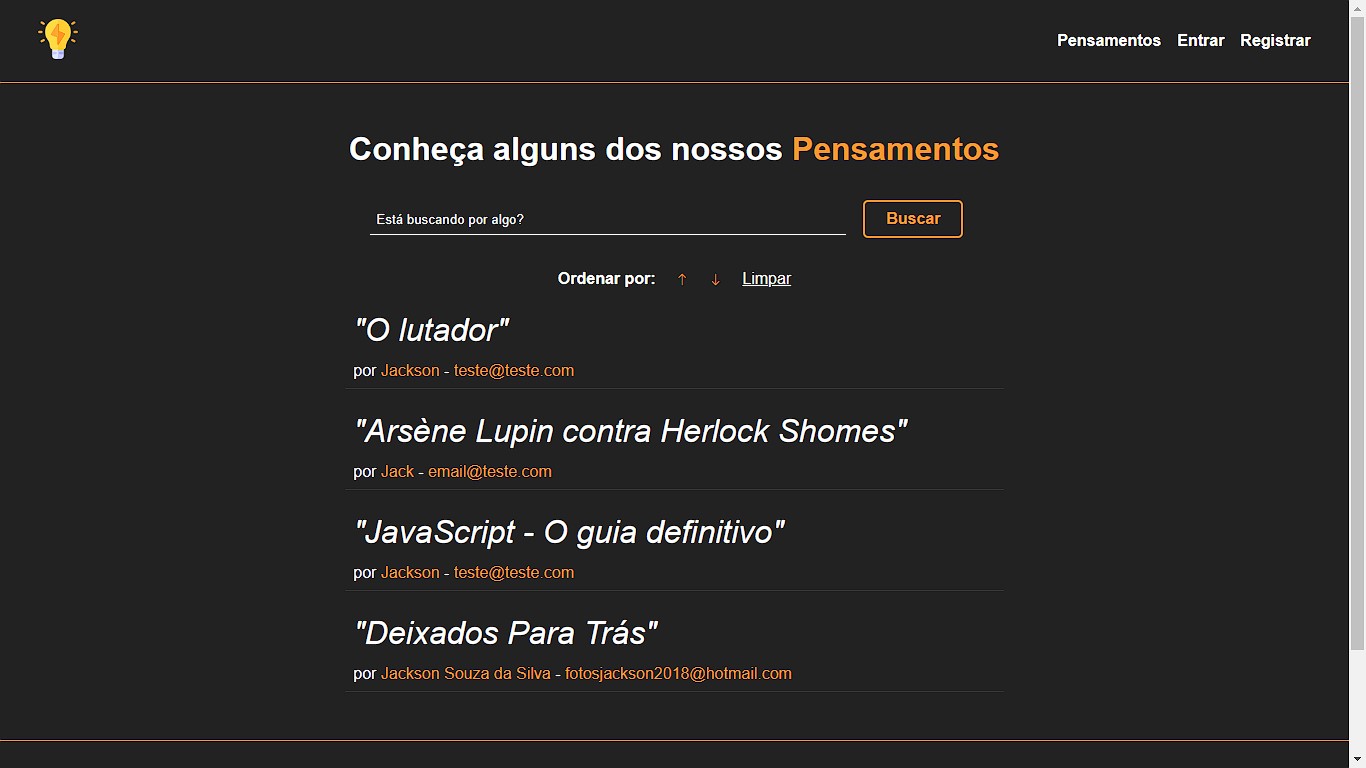 Pensamentos Entrar Registrar
Conheça alguns dos nossos Pensamentos
Está buscando por algo? Buscar
Ordenar por: ↑ ↓ Limpar
"O lutador"
por Jackson - teste@teste.com
"Arsène Lupin contra Herlock Shomes"
por Jack - email@teste.com
"JavaScript - O guia definitivo"
por Jackson - teste@teste.com
"Deixados Para Trás"
por Jackson Souza da Silva - fotosjackson2018@hotmail.com